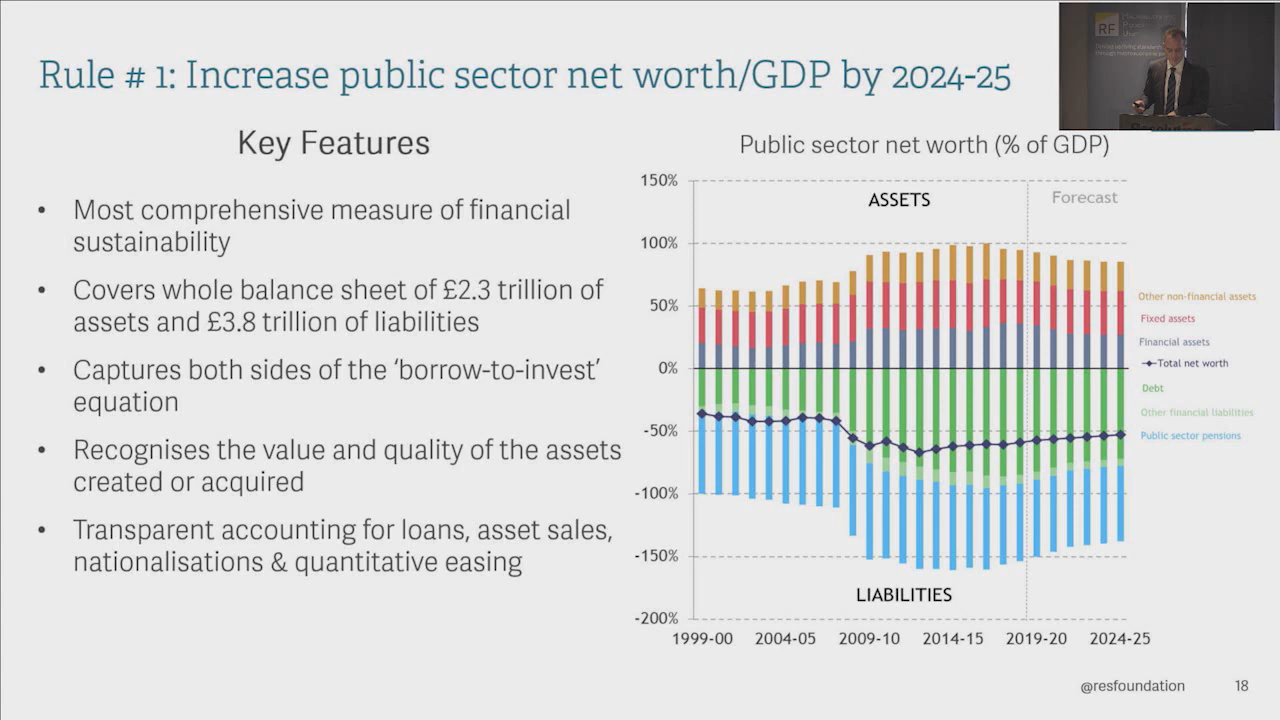 Rule # 1: Increase public sector net worth/GDP by 2024-25
Key Features
• Most comprehensive measure of financial
sustainability
• Covers whole balance sheet of £2.3 trillion of
assets and £3.8 trillion of liabilities
• Captures both sides of the ‘borrow-to-invest’
equation
• Recognises the value and quality of the assets
created or acquired
• Transparent accounting for loans, asset sales,
nationalisations & quantitative easing
Public sector net worth (% of GDP)
150%
100%
50%
0%
-50%
-100%
-150%
-200%
ASSETS
Forecast
LIABILITIES
1999-00 2004-05 2009-10 2014-15 2019-20 2024-25
Other non-financial assets
Fixed assets
Financial assets
Total net worth
Debt
Other financial liabilities
Public sector pensions
@resfoundation
18
RF